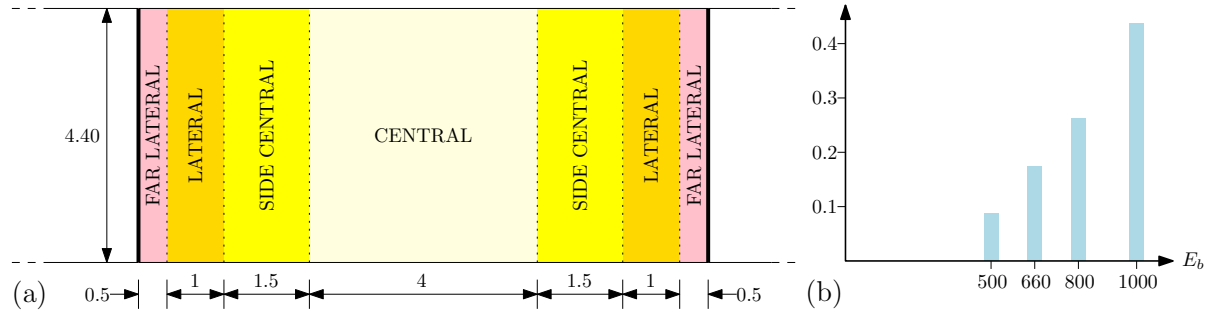 4.40
FAR LATERAL
LATERAL
SIDE CENTRAL
CENTRAL
SIDE CENTRAL
LATERAL
FAR LATERAL
0.5 1 1.5 4 1.5 1 0.5
(a)
0.4
0.3
0.2
0.1
500 660 800 1000 E_b
(b)